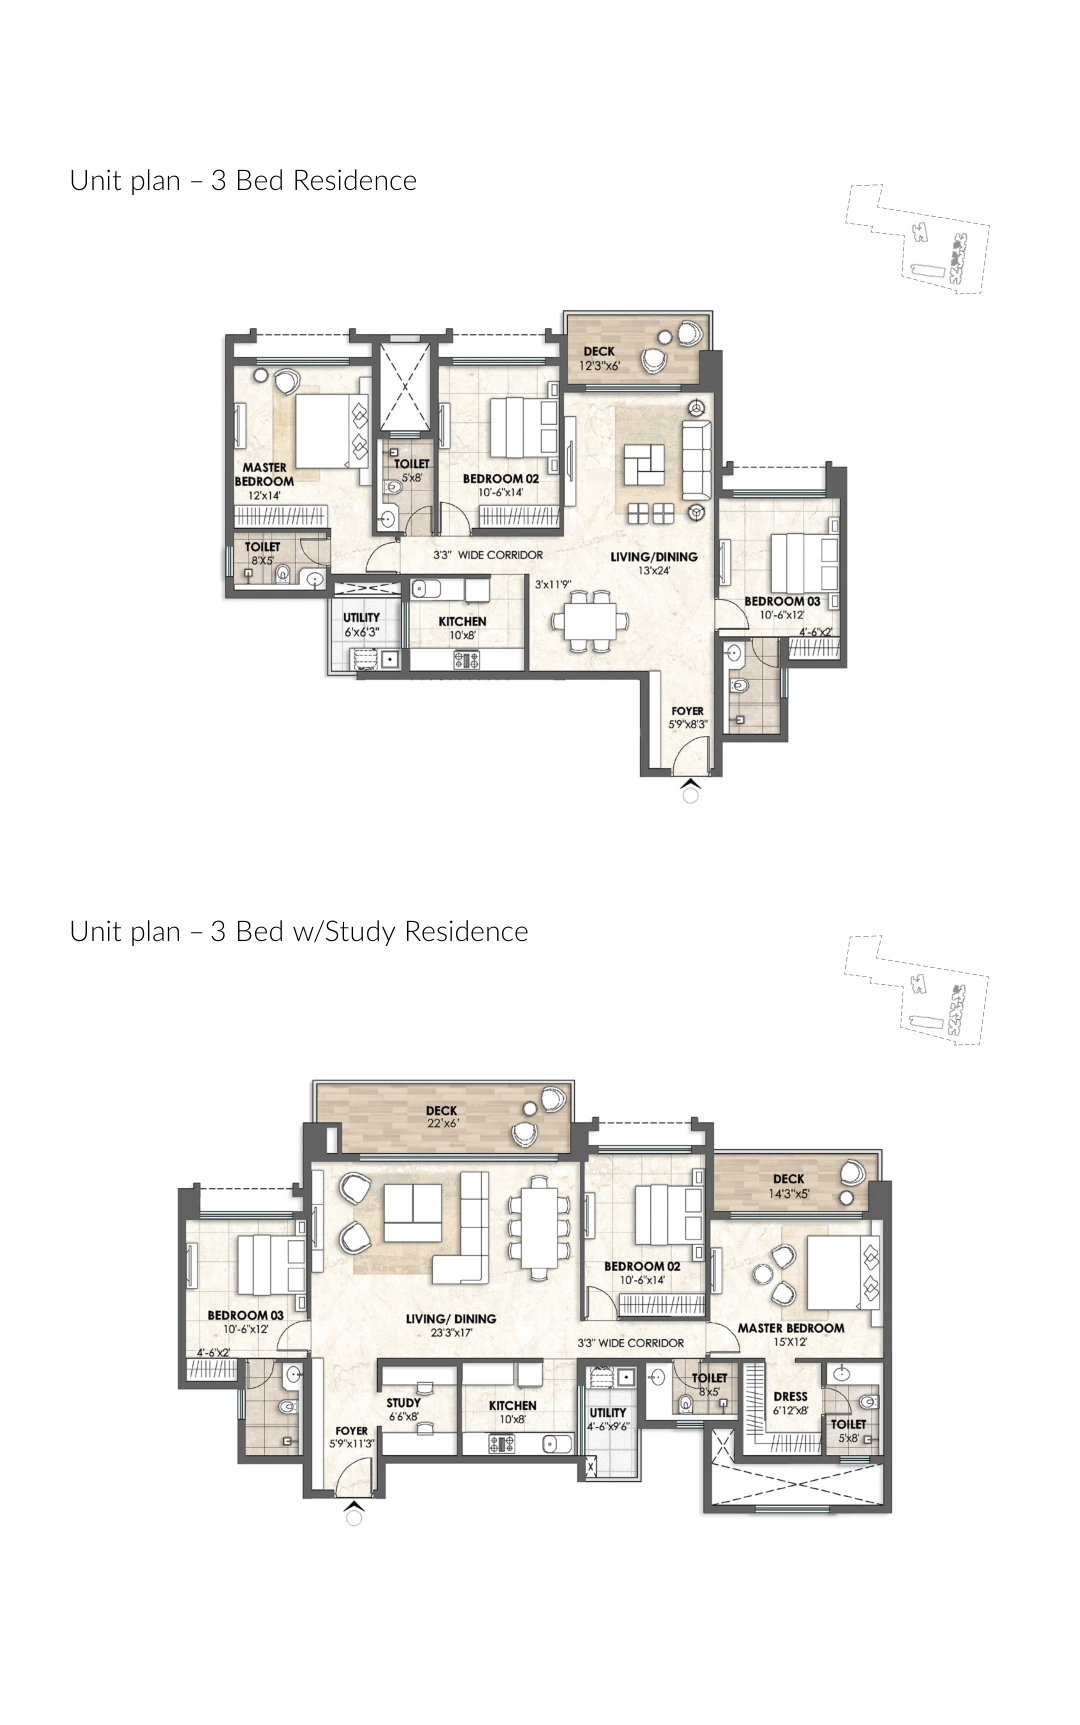 Unit plan – 3 Bed Residence
DECK
12'3"x6'
MASTER
BEDROOM
12'x14'
TOILET
5'x8'
BEDROOM 02
10'-6"x14'
TOILET
8'X5'
3'3" WIDE CORRIDOR
LIVING/DINING
13'x24'
3'x11'9"
UTILITY
6'x6'3"
KITCHEN
10'x8'
BEDROOM 03
10'-6"x12'
4'-6"x2'
FOYER
5'9"x8'3"
Unit plan – 3 Bed w/Study Residence
DECK
22'x6'
DECK
14'3"x5'
BEDROOM 02
10'-6"x14'
BEDROOM 03
10'-6"x12'
4'-6"x2'
LIVING/ DINING
23'3"x17'
3'3" WIDE CORRIDOR
MASTER BEDROOM
15'X12'
STUDY
6'6"x8'
KITCHEN
10'x8'
UTILITY
4'-6"x9'6"
X
TOILET
8'x5'
DRESS
6'12"x8'
TOILET
5'x8'
FOYER
5'9"x11'3"